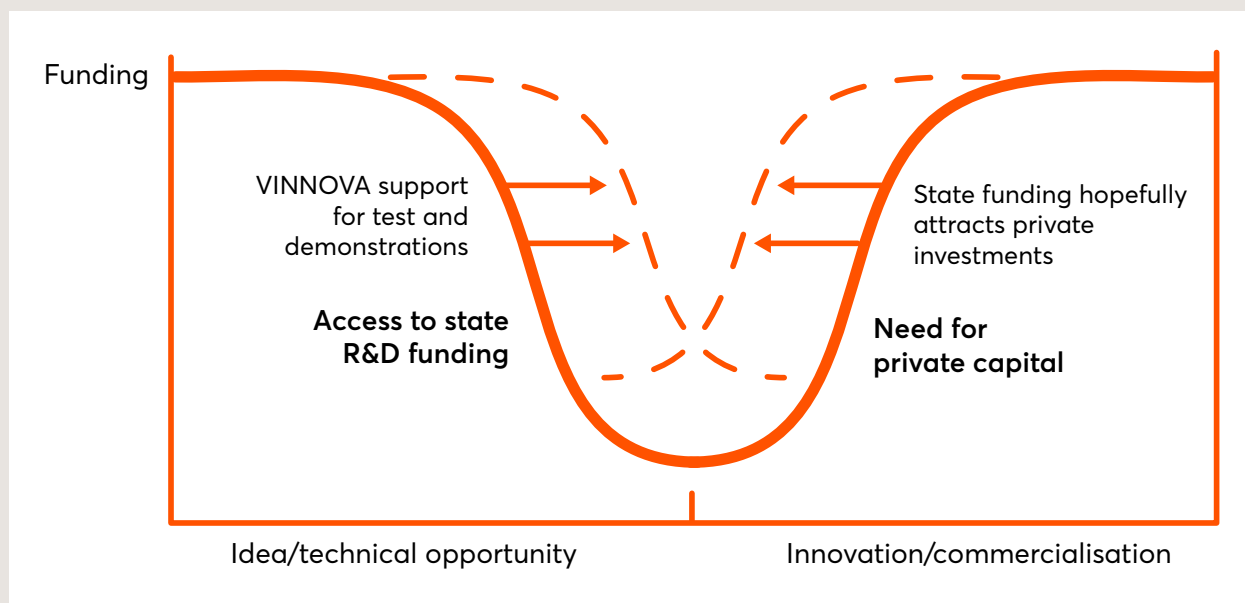 Funding
VINNOVA support
for test and
demonstrations
State funding hopefully
attracts private
investments
Access to state
R&D funding
Need for
private capital
Idea/technical opportunity
Innovation/commercialisation